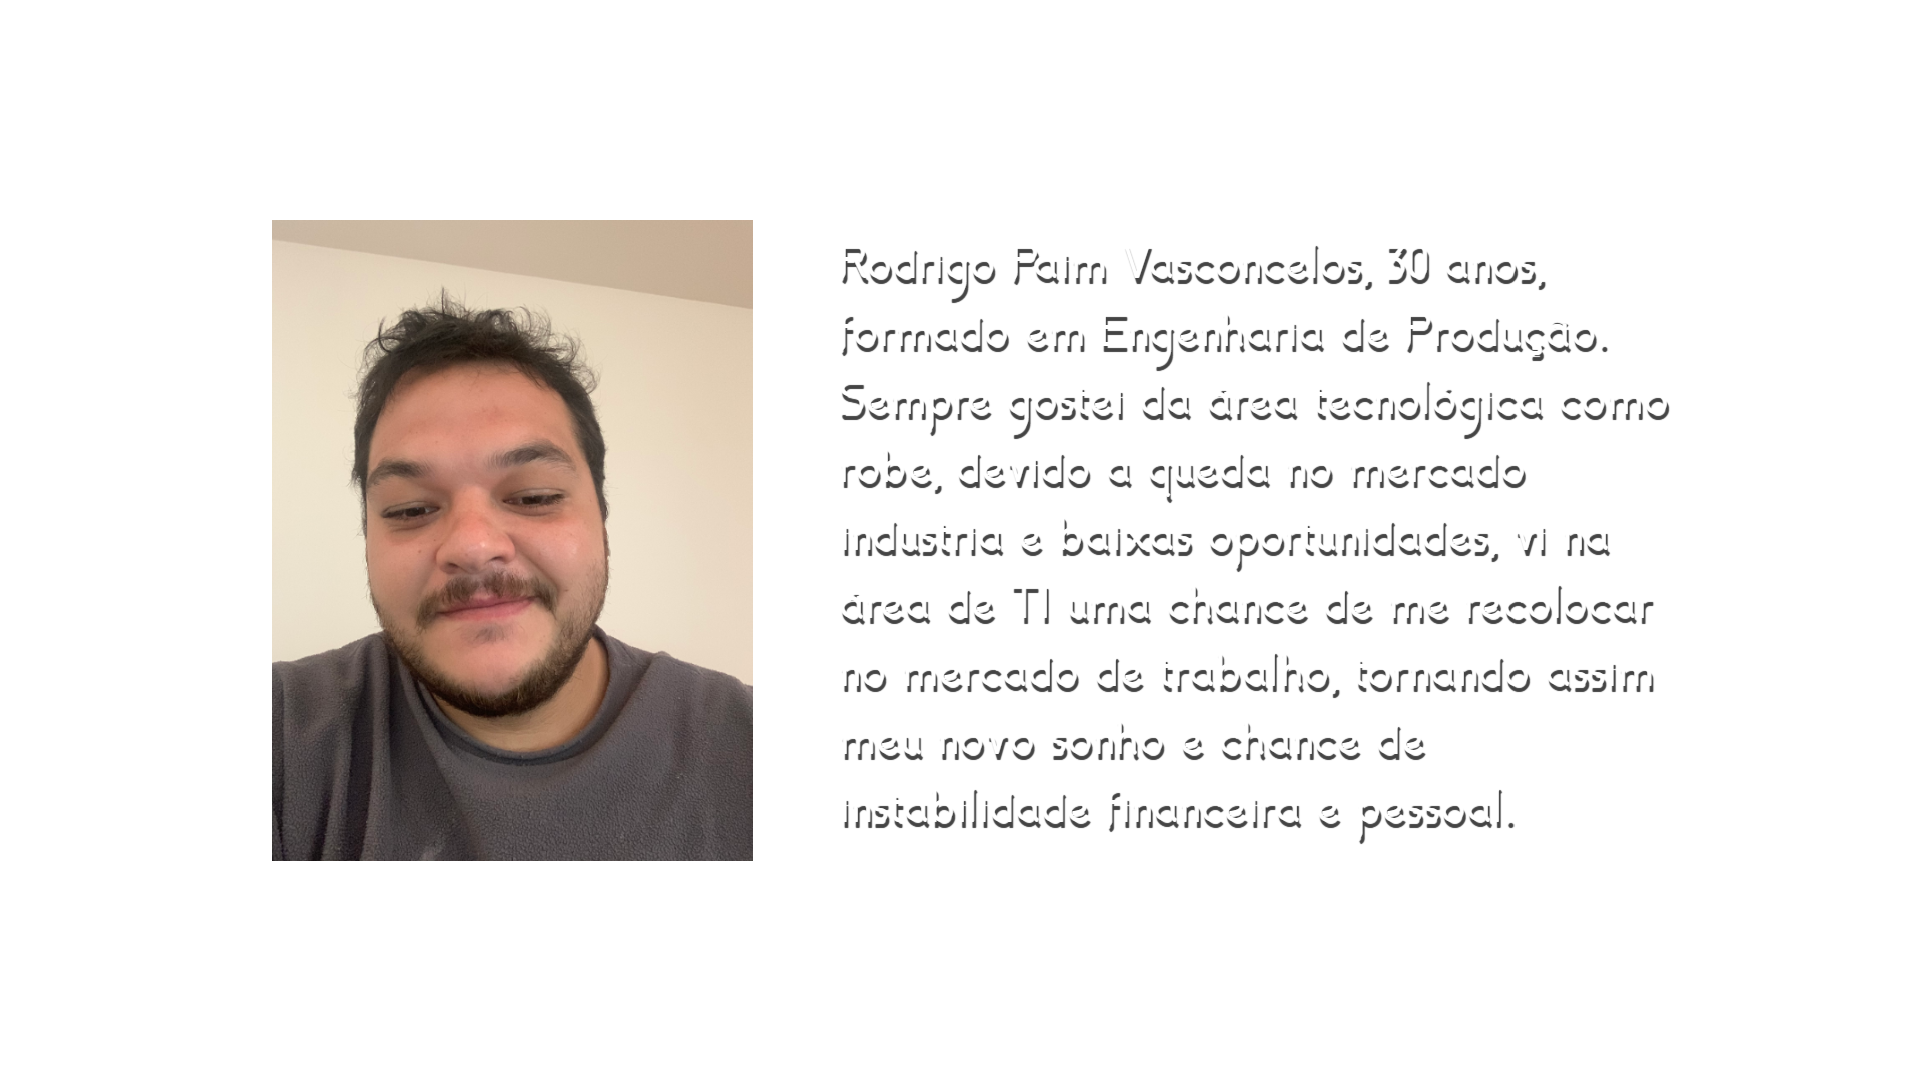 Rodrigo Paim Vasconcelos, 30 anos,
formado em Engenharia de Produção.
Sempre gostei da área tecnológica como
robe, devido a queda no mercado
industria e baixas oportunidades, vi na
área de TI uma chance de me recolocar
no mercado de trabalho, tornando assim
meu novo sonho e chance de
instabilidade financeira e pessoal.